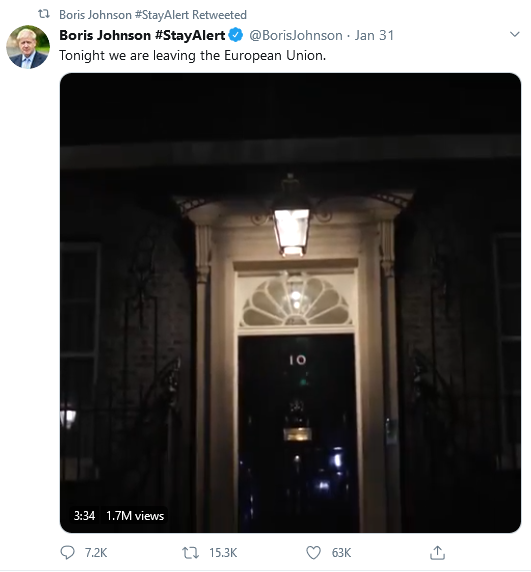 Boris Johnson #StayAlert Retweeted
Boris Johnson #StayAlert @BorisJohnson · Jan 31
Tonight we are leaving the European Union.
10
3:34 1.7M views
7.2K 15.3K 63K